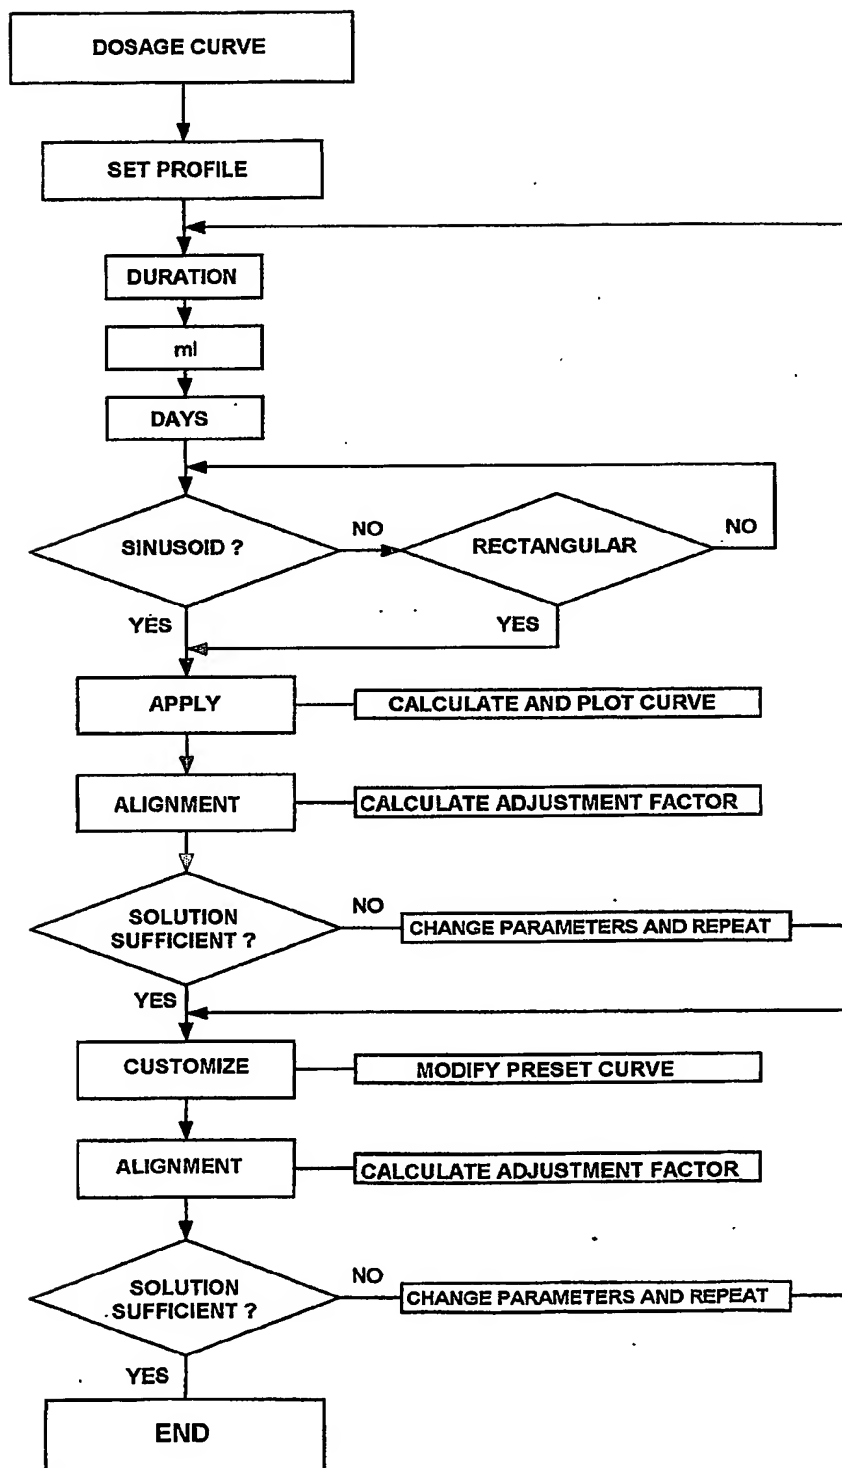 DOSAGE CURVE
SET PROFILE
DURATION
ml
DAYS
SINUSOID ?
NO
RECTANGULAR
NO
YES
YES
APPLY
CALCULATE AND PLOT CURVE
ALIGNMENT
CALCULATE ADJUSTMENT FACTOR
SOLUTION
SUFFICIENT ?
NO
CHANGE PARAMETERS AND REPEAT
YES
CUSTOMIZE
MODIFY PRESET CURVE
ALIGNMENT
CALCULATE ADJUSTMENT FACTOR
SOLUTION
SUFFICIENT ?
NO
CHANGE PARAMETERS AND REPEAT
YES
END